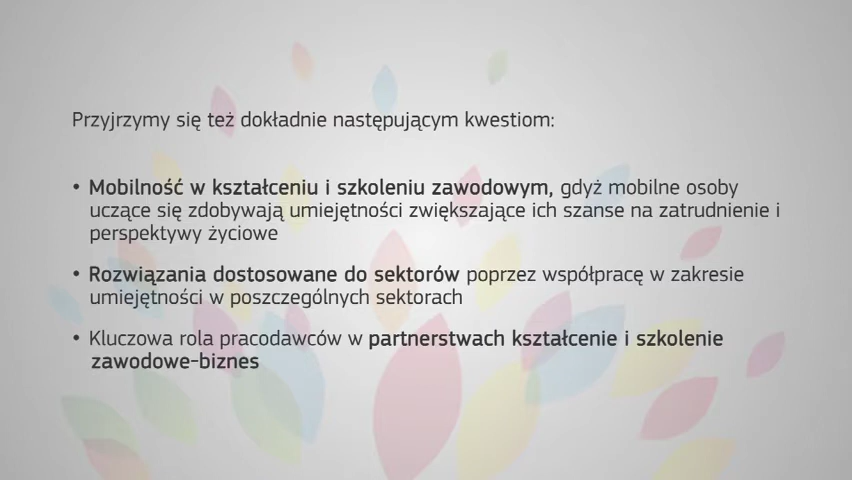 Przyjrzymy się też dokładnie następującym kwestiom:
• Mobilność w kształceniu i szkoleniu zawodowym, gdyż mobilne osoby
uczące się zdobywają umiejętności zwiększające ich szanse na zatrudnienie i
perspektywy życiowe
• Rozwiązania dostosowane do sektorów poprzez współpracę w zakresie
umiejętności w poszczególnych sektorach
• Kluczowa rola pracodawców w partnerstwach kształcenie i szkolenie
zawodowe-biznes